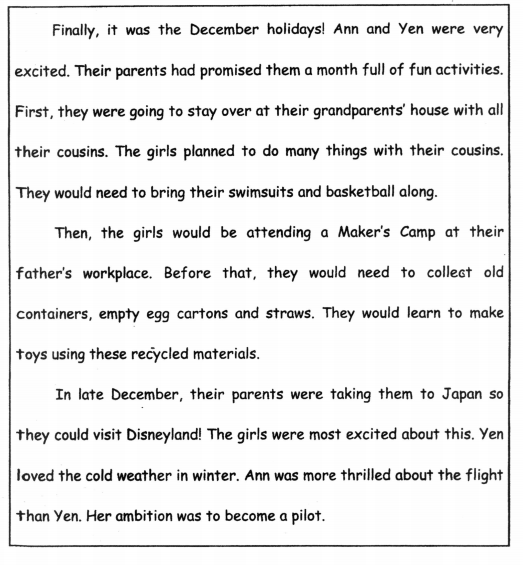 Finally, it was the December holidays! Ann and Yen were very
excited. Their parents had promised them a month full of fun activities.
First, they were going to stay over at their grandparents' house with all
their cousins. The girls planned to do many things with their cousins.
They would need to bring their swimsuits and basketball along.
Then, the girls would be attending a Maker's Camp at their
father's workplace. Before that, they would need to collect old
containers, empty egg cartons and straws. They would learn to make
toys using these recycled materials.
In late December, their parents were taking them to Japan so
they could visit Disneyland! The girls were most excited about this. Yen
loved the cold weather in winter. Ann was more thrilled about the flight
than Yen. Her ambition was to become a pilot.